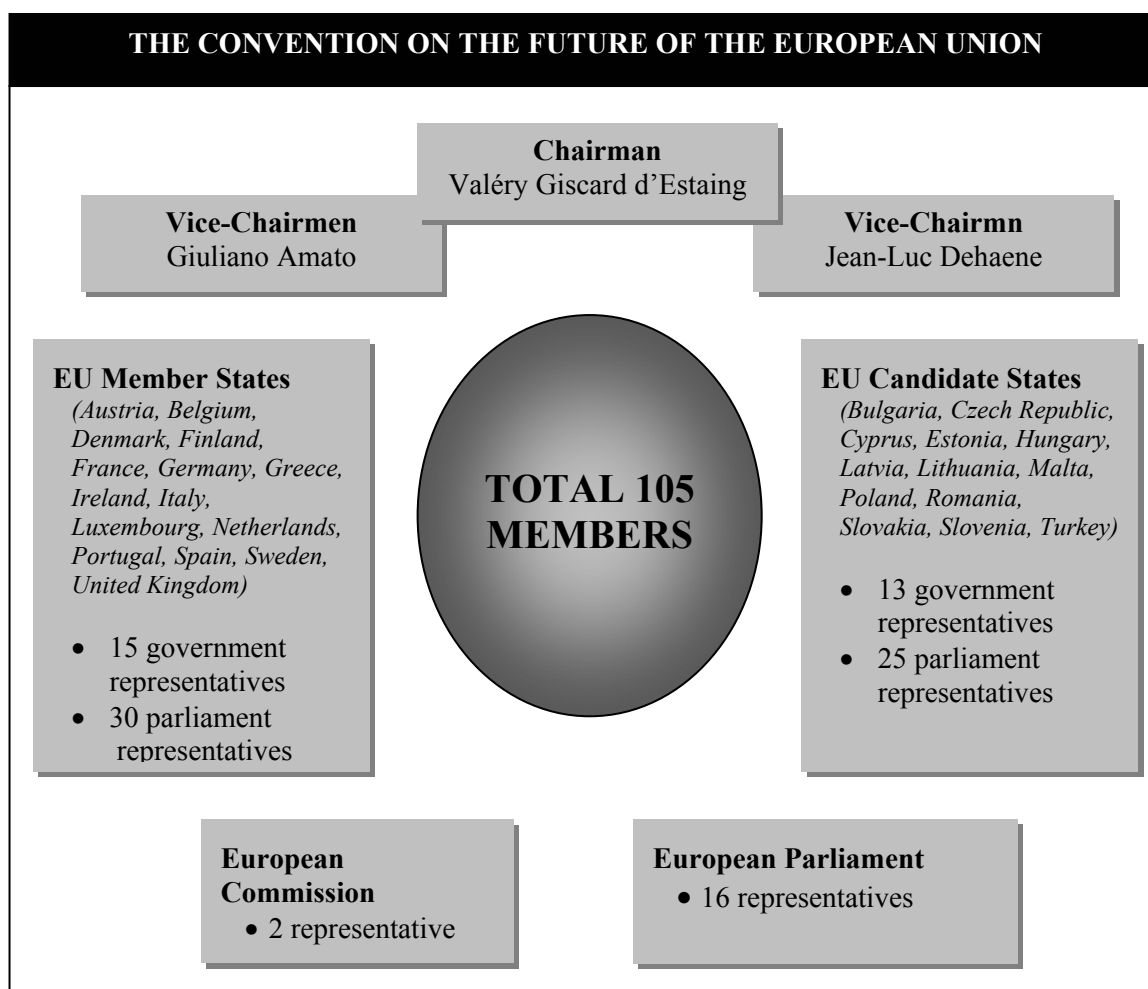 THE CONVENTION ON THE FUTURE OF THE EUROPEAN UNION
Chairman
Valéry Giscard d’Estaing
Vice-Chairmen
Giuliano Amato
Vice-Chairmn
Jean-Luc Dehaene
EU Member States
(Austria, Belgium,
Denmark, Finland,
France, Germany, Greece,
Ireland, Italy,
Luxembourg, Netherlands,
Portugal, Spain, Sweden,
United Kingdom)
• 15 government
representatives
• 30 parliament
representatives
TOTAL 105
MEMBERS
EU Candidate States
(Bulgaria, Czech Republic,
Cyprus, Estonia, Hungary,
Latvia, Lithuania, Malta,
Poland, Romania,
Slovakia, Slovenia, Turkey)
• 13 government
representatives
• 25 parliament
representatives
European
Commission
• 2 representative
European Parliament
• 16 representatives